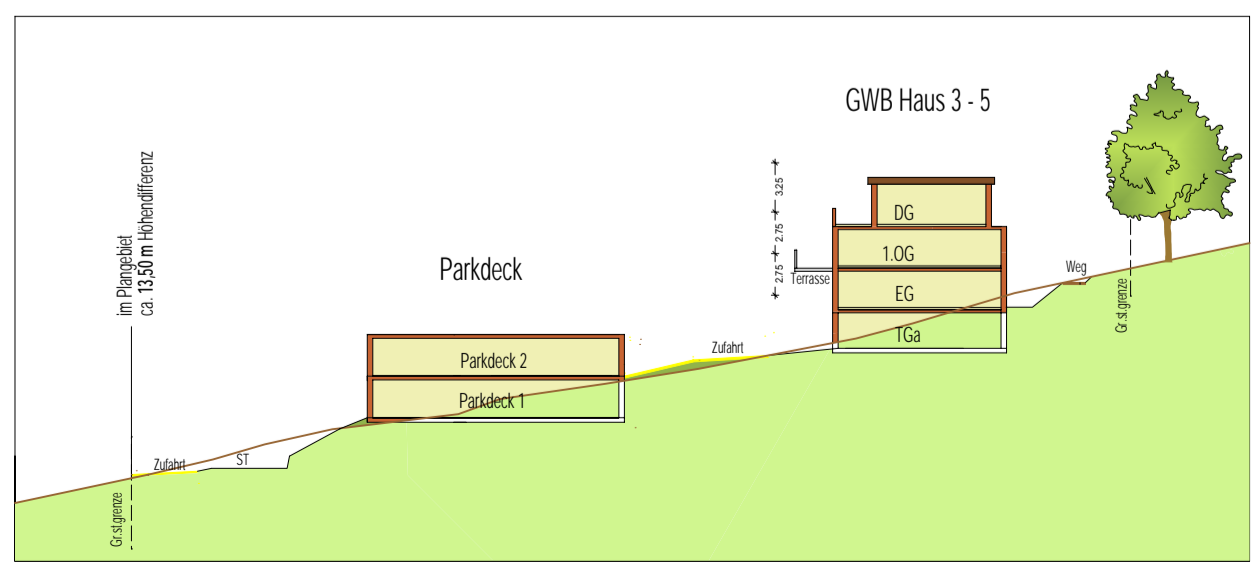 GWB Haus 3 - 5
im Plangebiet
ca. 13,50 m Höhendifferenz
3.25
2.75
2.75
DG
1.OG
EG
TGa
Terrasse
Weg
Gr.st.grenze
Parkdeck
Parkdeck 2
Parkdeck 1
Zufahrt
Zufahrt
ST
Gr.st.grenze